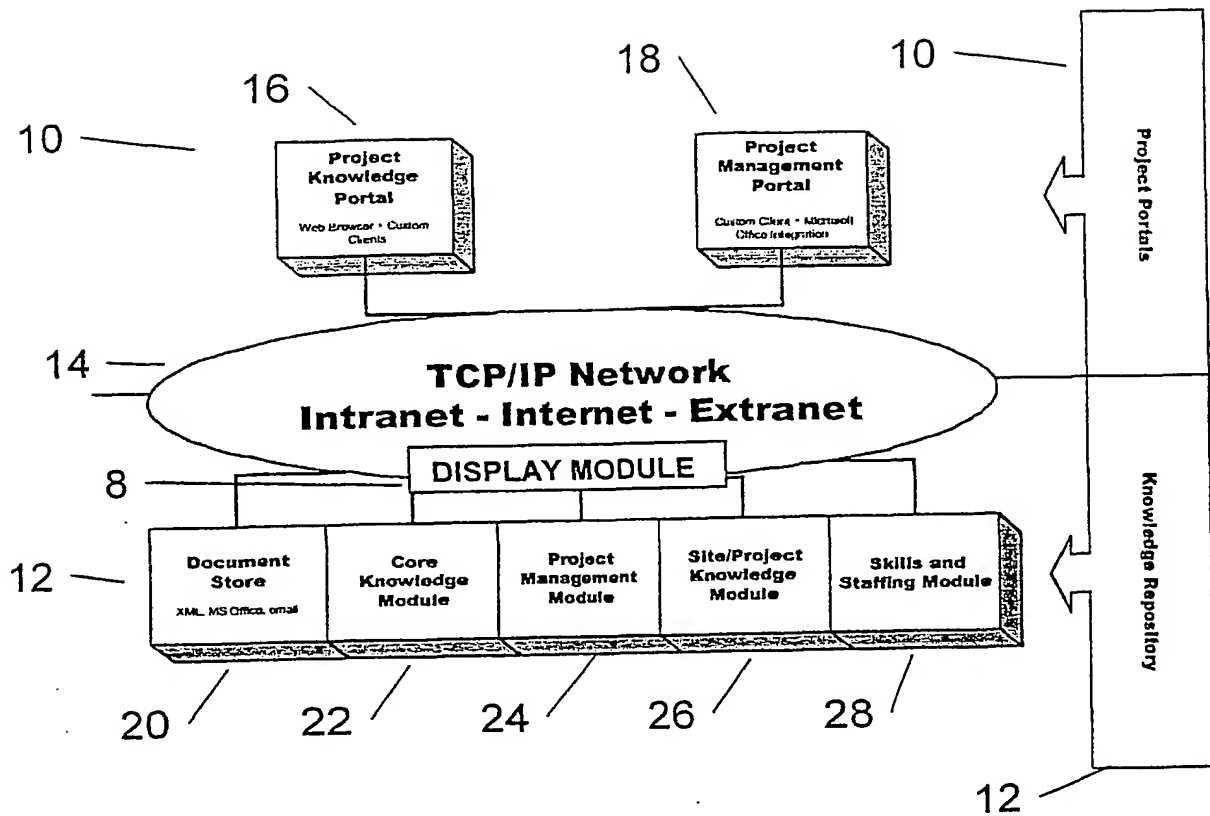 10
16
18
10
Project
Knowledge
Portal
Web Browser • Custom
Clients
Project
Management
Portal
Custom Client • Microsoft
Office Integration
Project Portals
14
TCP/IP Network
Intranet - Internet - Extranet
DISPLAY MODULE
8
12
Document
Store
XML, MS Office, email
Core
Knowledge
Module
Project
Management
Module
Site/Project
Knowledge
Module
Skills and
Staffing Module
Knowledge Repository
20
22
24
26
28
12